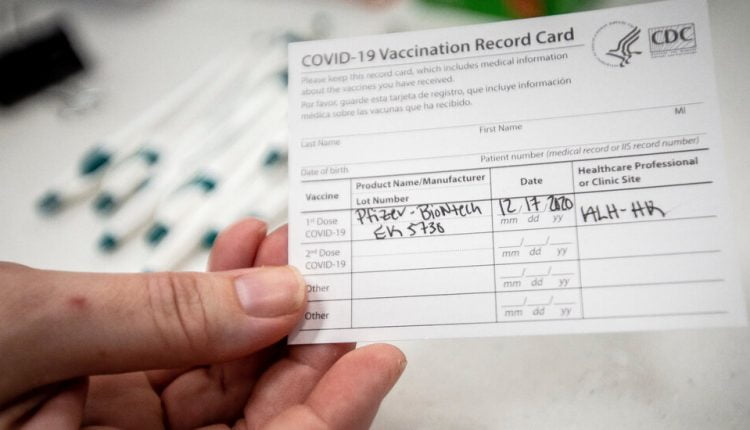 COVID-19 Vaccination Record Card
CDC
Please keep this record card, which includes medical information
about the vaccines you have received.
Por favor, guarde esta tarjeta de registro, que incluye información
médica sobre las vacunas que ha recibido.
Last Name First Name MI
Date of birth Patient number (medical record or IIS record number)
Vaccine Product Name/Manufacturer Date Healthcare Professional
Lot Number or Clinic Site
1st Dose Pfizer-BioNtech 12/17/2020
COVID-19 EK5730 mm dd yy
2nd Dose
COVID-19 mm dd yy
Other
mm dd yy
Other
mm dd yy